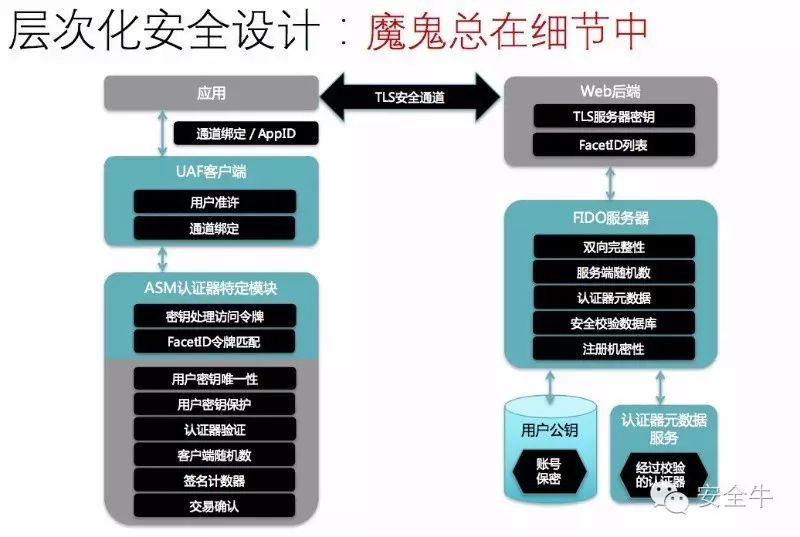 层次化安全设计：魔鬼总在细节中
应用
TLS安全通道
Web后端
TLS服务器密钥
FacetID列表
通道绑定 / AppID
UAF客户端
用户准许
通道绑定
FIDO服务器
双向完整性
服务端随机数
认证器元数据
安全校验数据库
注册机密性
ASM认证器特定模块
密钥处理访问令牌
FacetID令牌匹配
用户密钥唯一性
用户密钥保护
认证器验证
客户端随机数
签名计数器
交易确认
用户公钥
账号
保密
认证器元数据
服务
经过校验
的认证器
安全牛